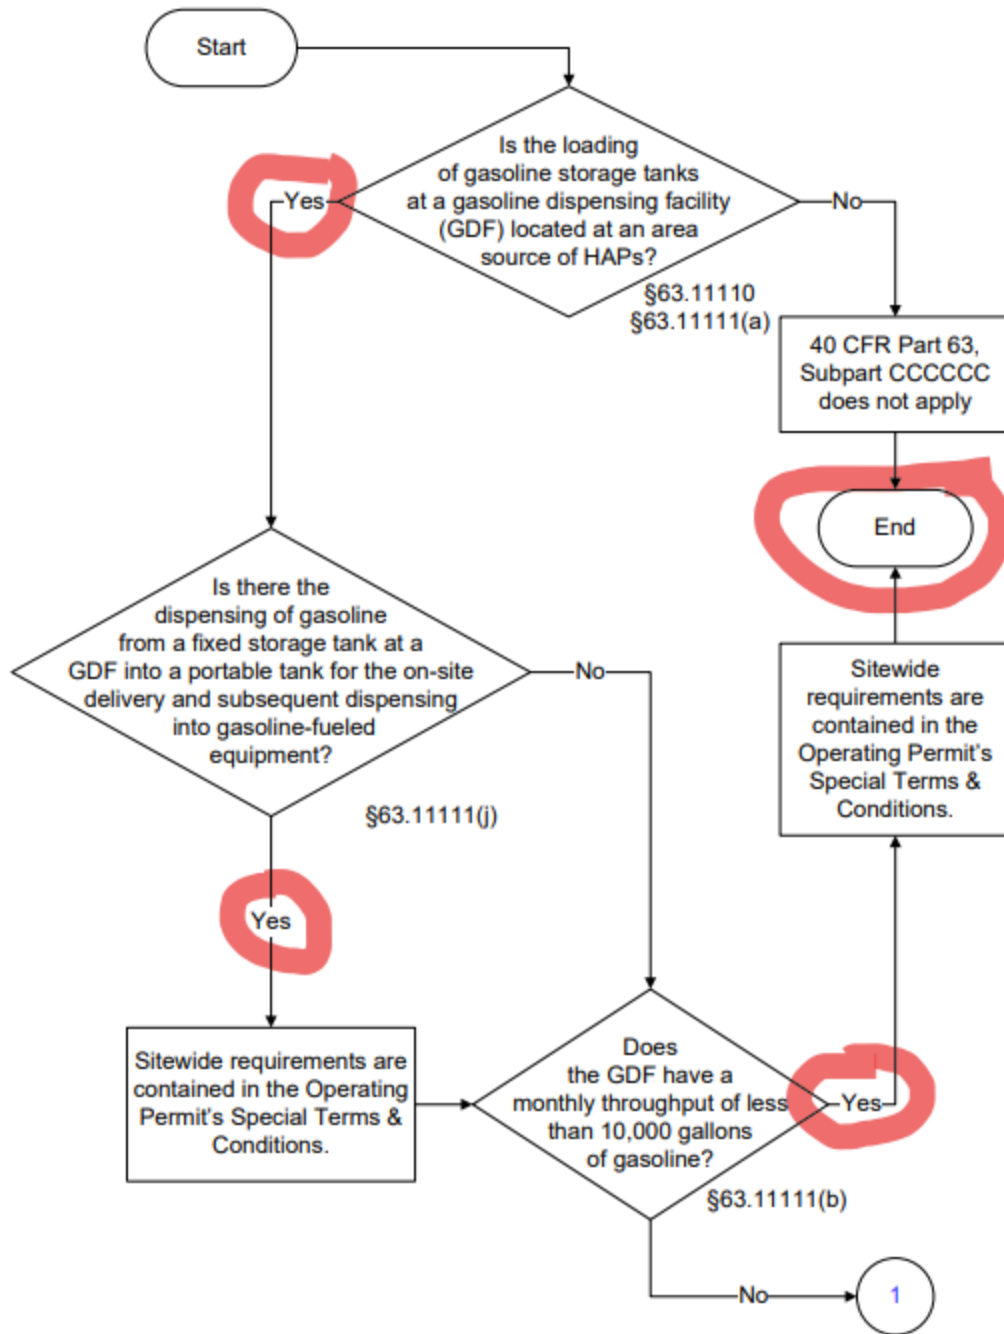 Start
Is the loading
of gasoline storage tanks
at a gasoline dispensing facility
(GDF) located at an area
source of HAPs?
Yes
No
§63.11110
§63.11111(a)
40 CFR Part 63,
Subpart CCCCCC
does not apply
End
Is there the
dispensing of gasoline
from a fixed storage tank at a
GDF into a portable tank for the on-site
delivery and subsequent dispensing
into gasoline-fueled
equipment?
No
§63.11111(j)
Yes
Sitewide
requirements are
contained in the
Operating Permit's
Special Terms &
Conditions.
Sitewide requirements are
contained in the Operating
Permit's Special Terms &
Conditions.
Does
the GDF have a
monthly throughput of less
than 10,000 gallons
of gasoline?
Yes
§63.11111(b)
No
1